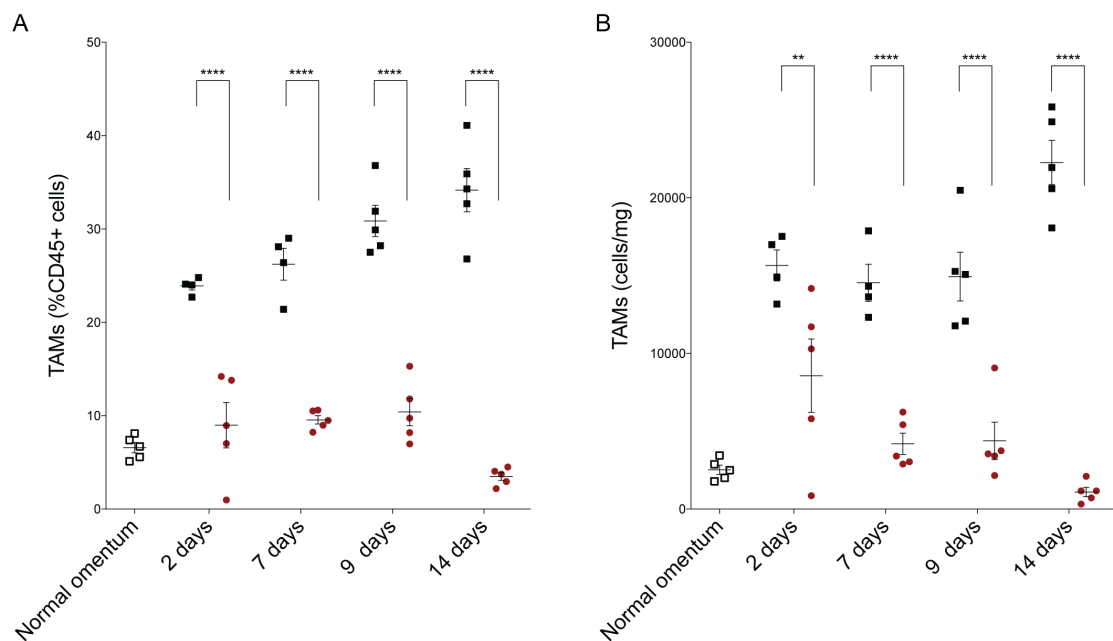 A
TAMs (%CD45+ cells)
50
40
30
20
10
0
****
****
****
****
Normal omentum
2 days
7 days
9 days
14 days
B
TAMs (cells/mg)
30000
20000
10000
0
**
****
****
****
Normal omentum
2 days
7 days
9 days
14 days